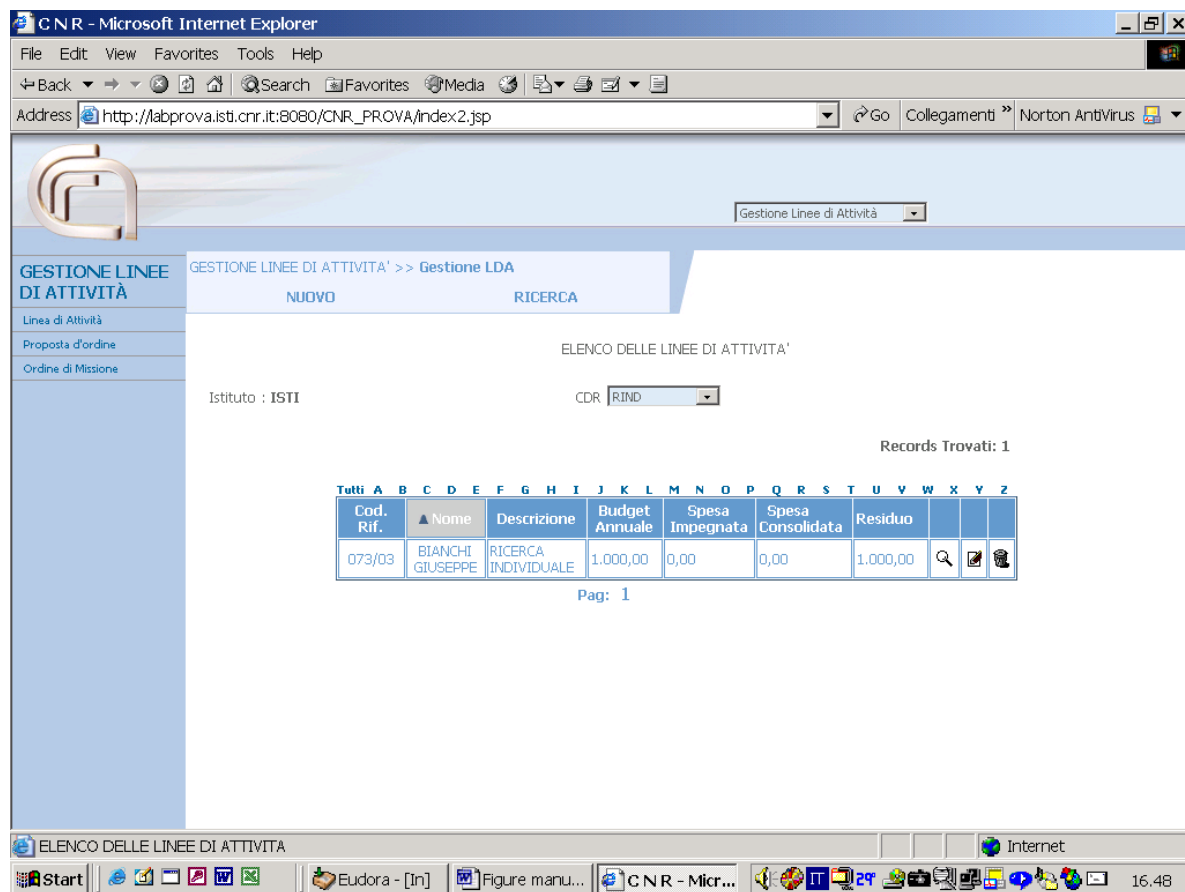 C N R - Microsoft Internet Explorer
File Edit View Favorites Tools Help
Back Search Favorites Media
Address http://labprova.isti.cnr.it:8080/CNR_PROVA/index2.jsp Go Collegamenti » Norton AntiVirus
Gestione Linee di Attività
GESTIONE LINEE DI ATTIVITÀ
Linea di Attività
Proposta d'ordine
Ordine di Missione
GESTIONE LINEE DI ATTIVITA' >> Gestione LDA
NUOVO RICERCA
ELENCO DELLE LINEE DI ATTIVITA'
Istituto : ISTI CDR RIND
Records Trovati: 1
Tutti A B C D E F G H I J K L M N O P Q R S T U V W X Y Z
Cod. Rif. Nome Descrizione Budget Annuale Spesa Impegnata Spesa Consolidata Residuo
073/03 BIANCHI GIUSEPPE RICERCA INDIVIDUALE 1.000,00 0,00 0,00 1.000,00
Pag: 1
ELENCO DELLE LINEE DI ATTIVITA Internet
Start Eudora - [In] Figure manu... C N R - Micr... IT 29° 16.48